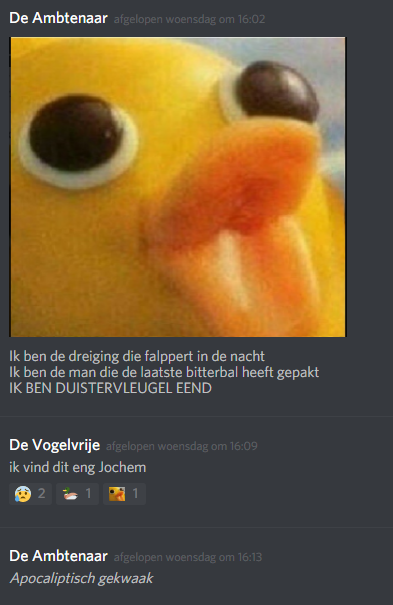 De Ambtenaar afgelopen woensdag om 16:02
Ik ben de dreiging die falppert in de nacht
Ik ben de man die de laatste bitterbal heeft gepakt
IK BEN DUISTERVLEUGEL EEND
De Vogelvrije afgelopen woensdag om 16:09
ik vind dit eng Jochem
2 1 1
De Ambtenaar afgelopen woensdag om 16:13
Apocaliptisch gekwaak